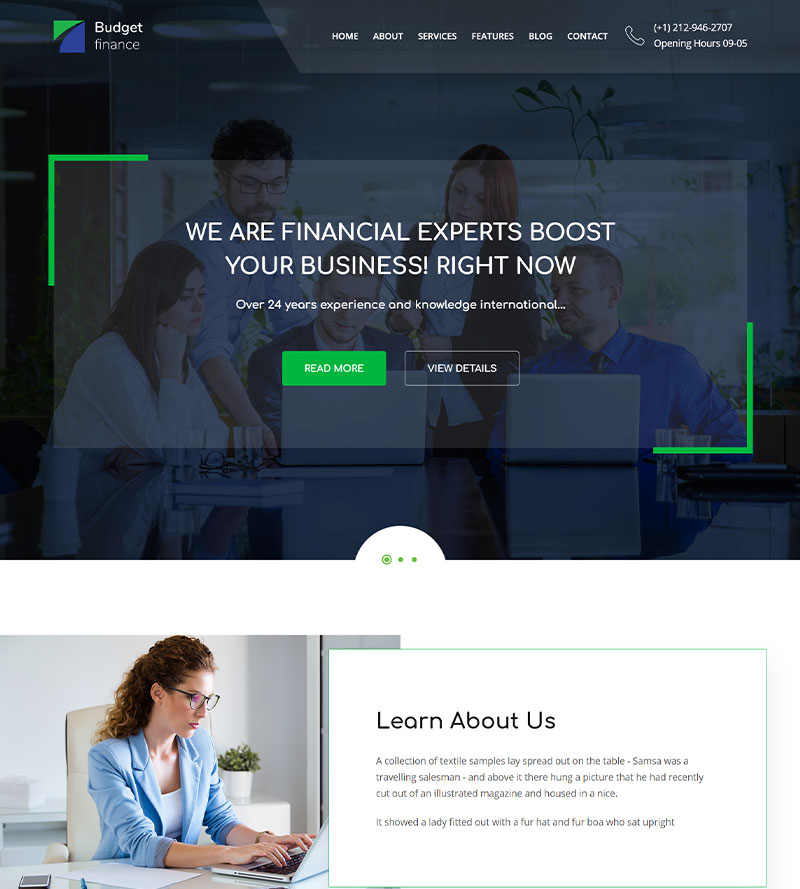 Budget
finance
HOME ABOUT SERVICES FEATURES BLOG CONTACT
(+1) 212-946-2707
Opening Hours 09-05
WE ARE FINANCIAL EXPERTS BOOST
YOUR BUSINESS! RIGHT NOW
Over 24 years experience and knowledge international...
READ MORE
VIEW DETAILS
Learn About Us
A collection of textile samples lay spread out on the table - Samsa was a
travelling salesman - and above it there hung a picture that he had recently
cut out of an illustrated magazine and housed in a nice.
It showed a lady fitted out with a fur hat and fur boa who sat upright